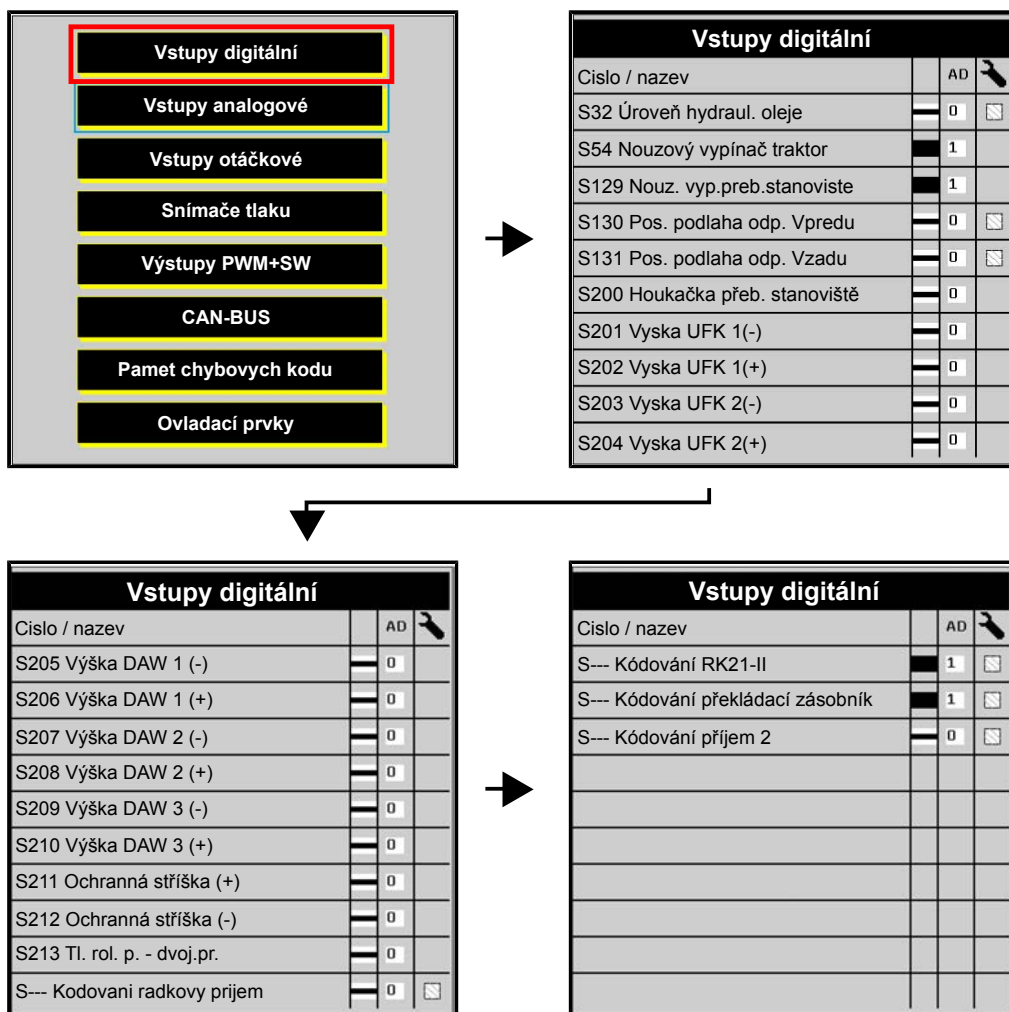 Vstupy digitální
Vstupy analogové
Vstupy otáčkové
Snímače tlaku
Výstupy PWM+SW
CAN-BUS
Pamet chybovych kodu
Ovladací prvky
Vstupy digitální
Cislo / nazev AD
S32 Úroveň hydraul. oleje 0
S54 Nouzový vypínač traktor 1
S129 Nouz. vyp.preb.stanoviste 1
S130 Pos. podlaha odp. Vpredu 0
S131 Pos. podlaha odp. Vzadu 0
S200 Houkačka přeb. stanoviště 0
S201 Vyska UFK 1(-) 0
S202 Vyska UFK 1(+) 0
S203 Vyska UFK 2(-) 0
S204 Vyska UFK 2(+) 0
Vstupy digitální
Cislo / nazev AD
S205 Výška DAW 1 (-) 0
S206 Výška DAW 1 (+) 0
S207 Výška DAW 2 (-) 0
S208 Výška DAW 2 (+) 0
S209 Výška DAW 3 (-) 0
S210 Výška DAW 3 (+) 0
S211 Ochranná stříška (+) 0
S212 Ochranná stříška (-) 0
S213 Tl. rol. p. - dvoj.pr. 0
S--- Kodovani radkovy prijem 0
Vstupy digitální
Cislo / nazev AD
S--- Kódování RK21-II 1
S--- Kódování překládací zásobník 1
S--- Kódování příjem 2 0